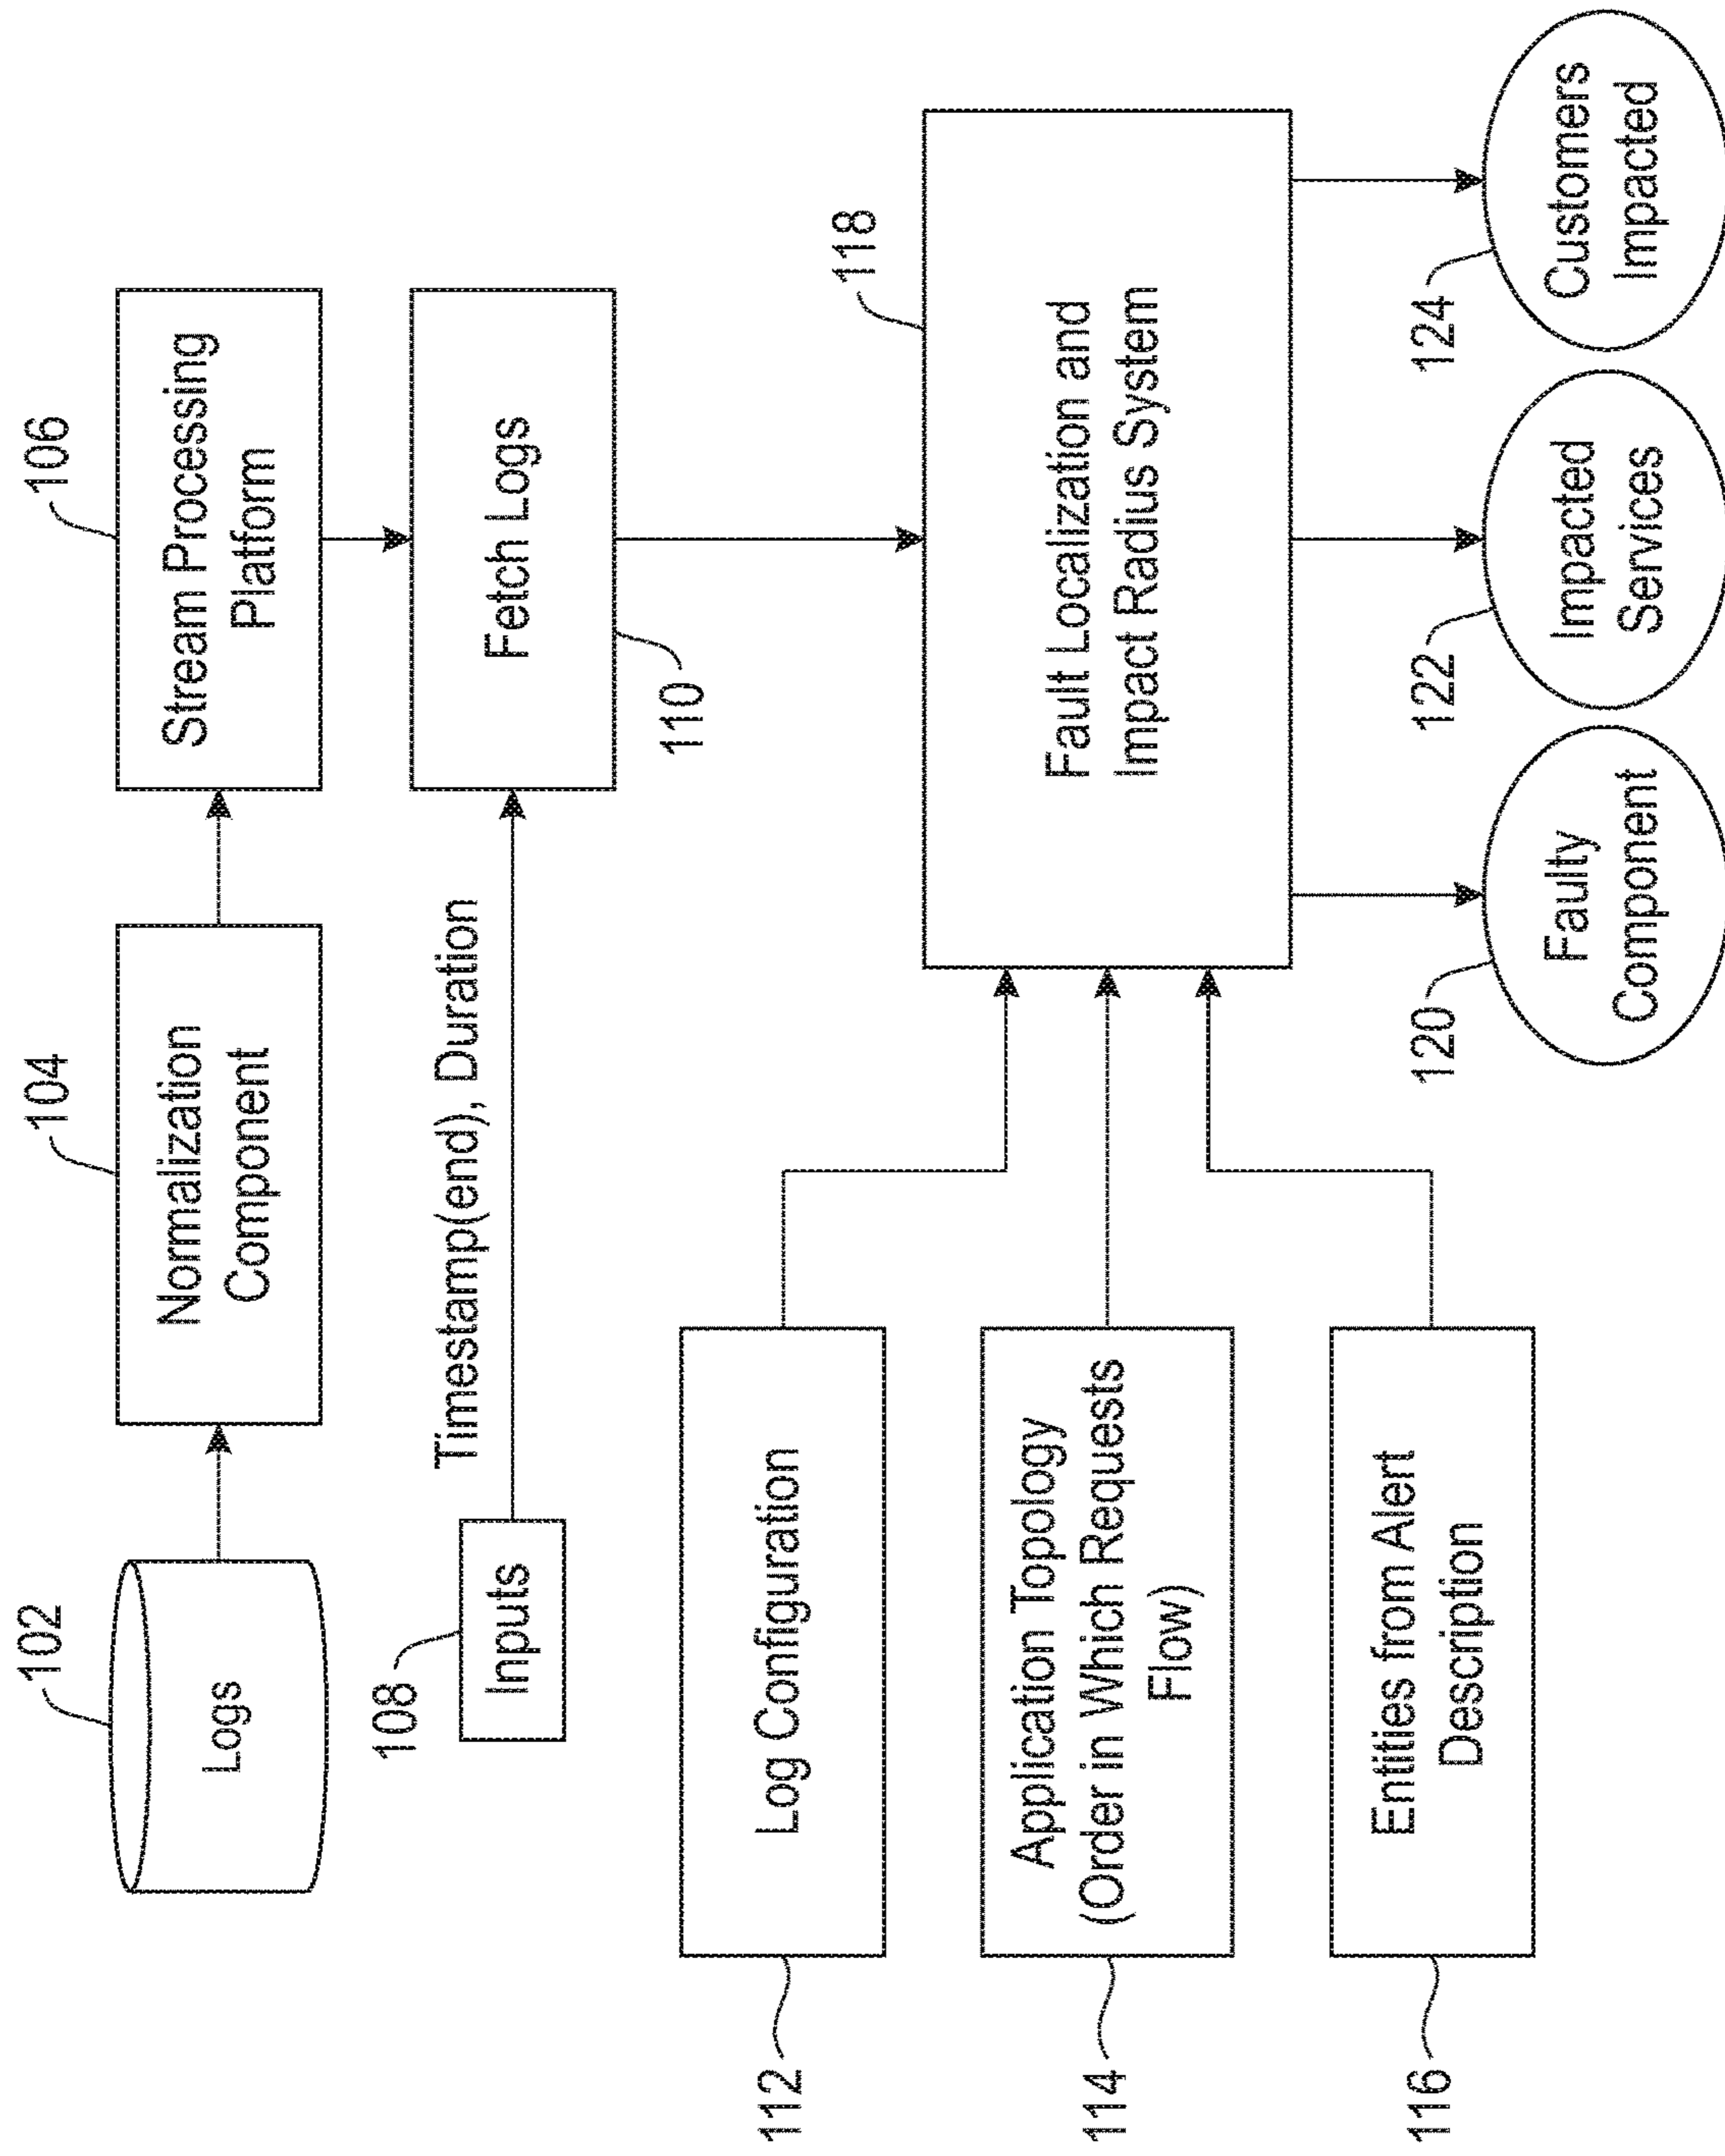 102
Logs
104
Normalization
Component
106
Stream Processing
Platform
108
Inputs
Timestamp(end), Duration
Fetch Logs
110
112
Log Configuration
114
Application Topology
(Order in Which Requests
Flow)
116
Entities from Alert
Description
118
Fault Localization and
Impact Radius System
120
Faulty
Component
122
Impacted
Services
124
Customers
Impacted